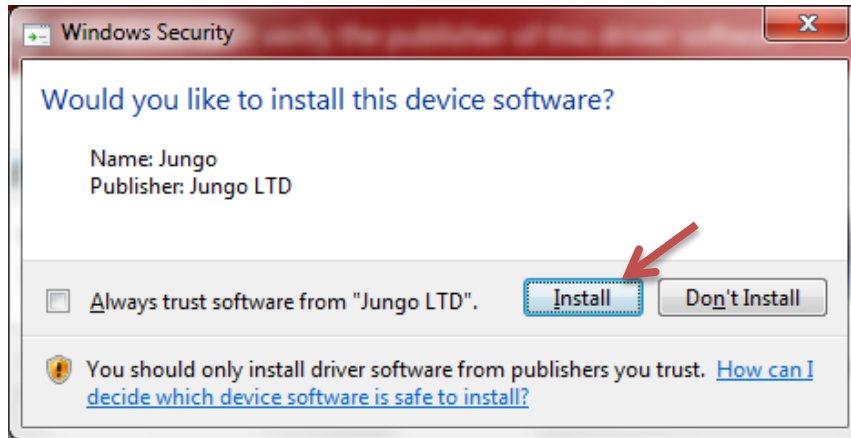 Windows Security
Would you like to install this device software?
Name: Jungo
Publisher: Jungo LTD
Always trust software from "Jungo LTD".
Install
Don't Install
You should only install driver software from publishers you trust. How can I
decide which device software is safe to install?